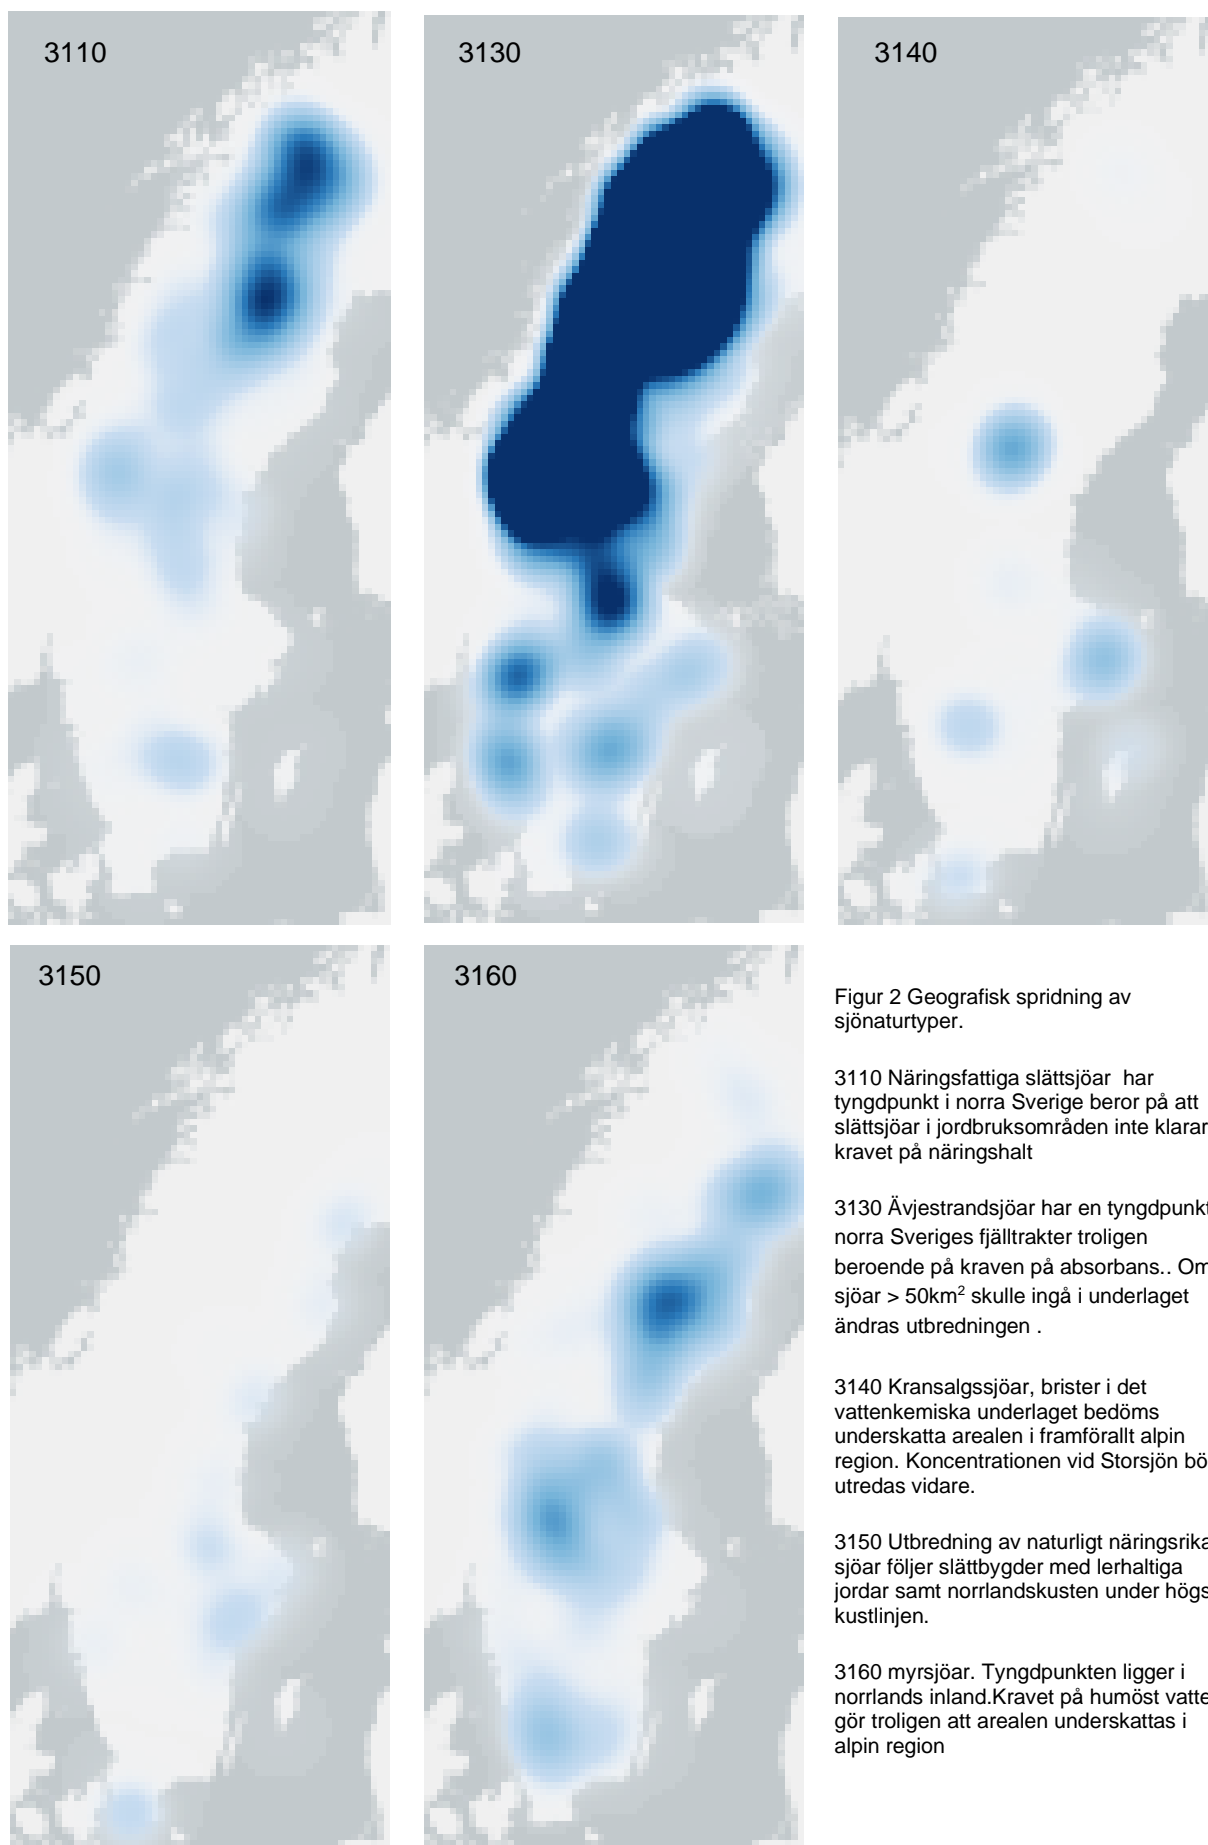 3110
3130
3140
3150
3160
Figur 2 Geografisk spridning av
sjönaturtyper.
3110 Näringsfattiga slättsjöar  har
tyngdpunkt i norra Sverige beror på att
slättsjöar i jordbruksområden inte klarar
kravet på näringshalt
3130 Ävjestrandsjöar har en tyngdpunkt
norra Sveriges fjälltrakter troligen
beroende på kraven på absorbans.. Om
sjöar > 50km² skulle ingå i underlaget
ändras utbredningen .
3140 Kransalgssjöar, brister i det
vattenkemiska underlaget bedöms
underskatta arealen i framförallt alpin
region. Koncentrationen vid Storsjön bö
utredas vidare.
3150 Utbredning av naturligt näringsrika
sjöar följer slättbygder med lerhaltiga
jordar samt norrlandskusten under högs
kustlinjen.
3160 myrsjöar. Tyngdpunkten ligger i
norrlands inland.Kravet på humöst vatte
gör troligen att arealen underskattas i
alpin region